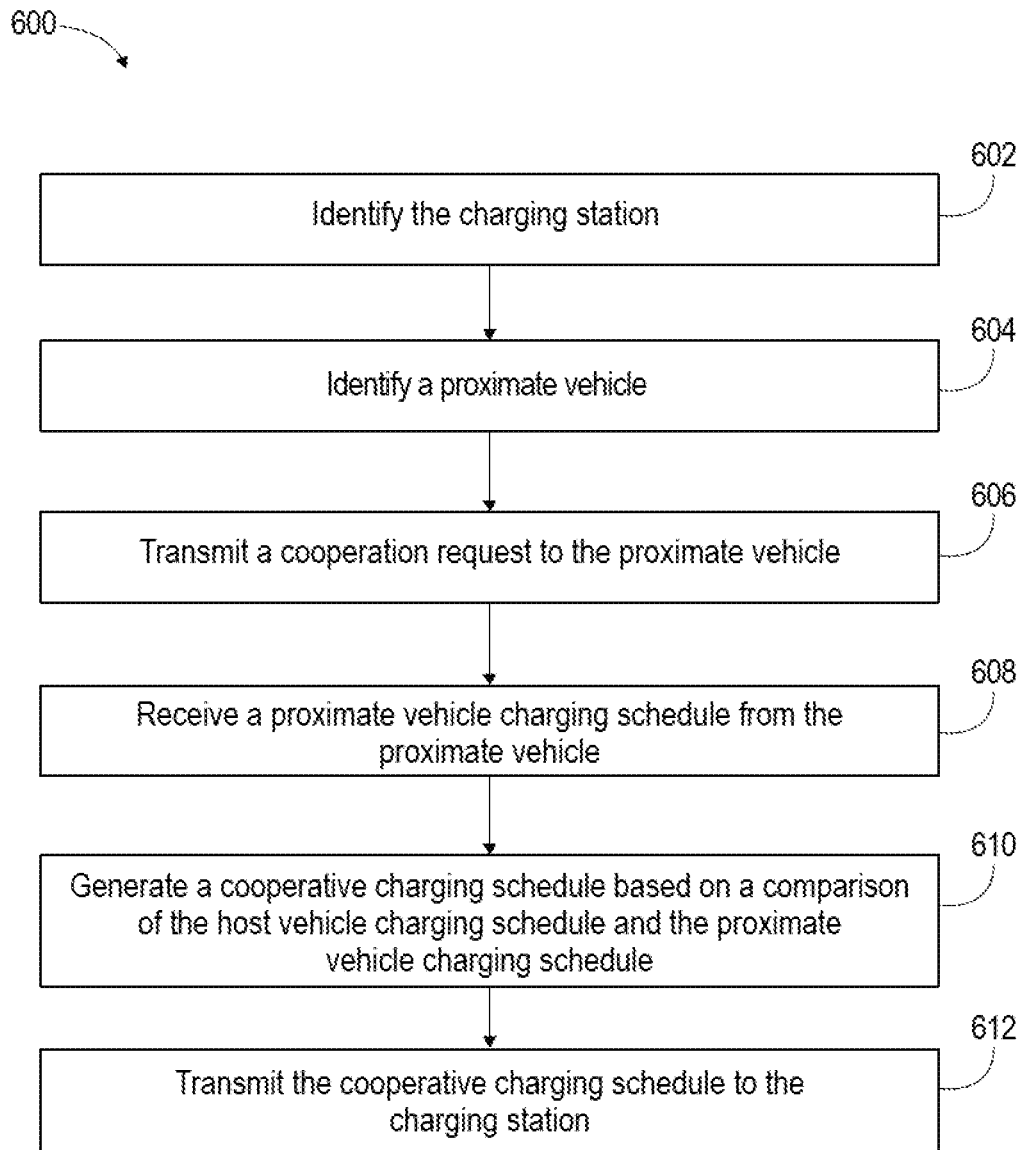 600
602
Identify the charging station
604
Identify a proximate vehicle
606
Transmit a cooperation request to the proximate vehicle
608
Receive a proximate vehicle charging schedule from the
proximate vehicle
610
Generate a cooperative charging schedule based on a comparison
of the host vehicle charging schedule and the proximate
vehicle charging schedule
612
Transmit the cooperative charging schedule to the
charging station